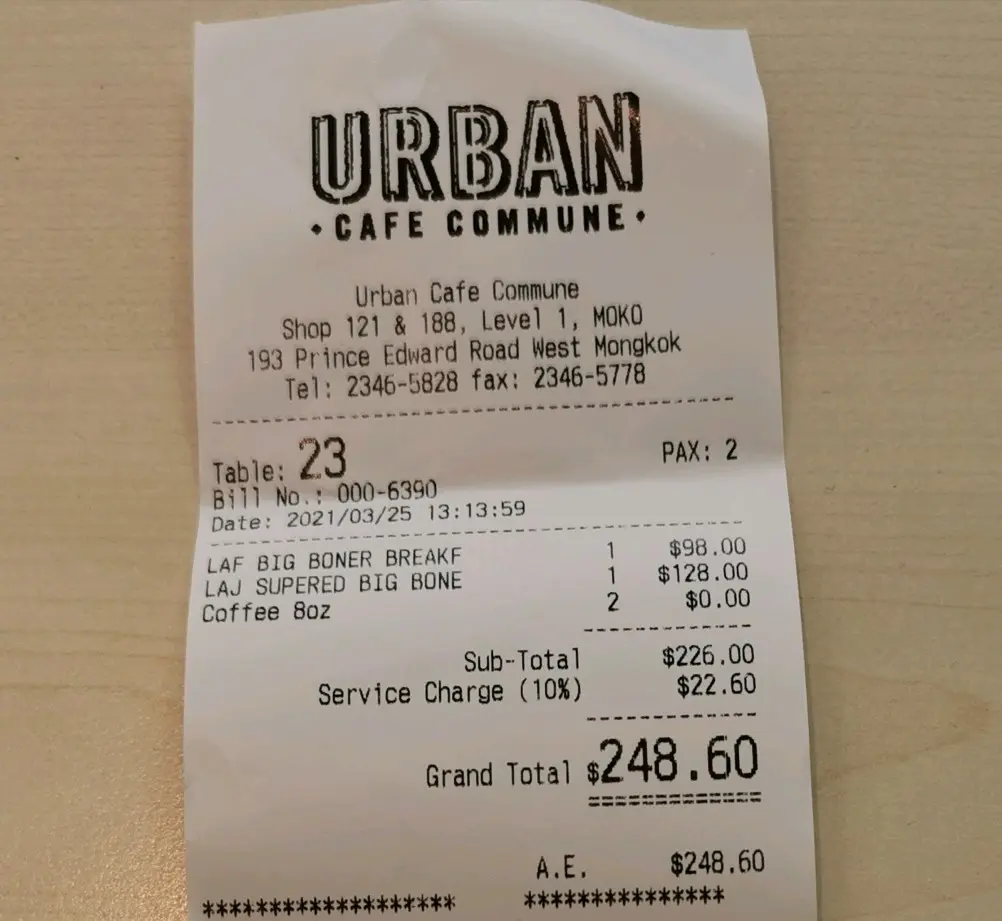 URBAN
• CAFE COMMUNE •
Urban Cafe Commune
Shop 121 & 188, Level 1, MOKO
193 Prince Edward Road West Mongkok
Tel: 2346-5828 fax: 2346-5778
Table: 23 PAX: 2
Bill No.: 000-6390
Date: 2021/03/25 13:13:59
LAF BIG BONER BREAKF 1 $98.00
LAJ SUPERED BIG BONE 1 $128.00
Coffee 8oz 2 $0.00
Sub-Total $226.00
Service Charge (10%) $22.60
Grand Total $248.60
A.E. $248.60
******************* ***************